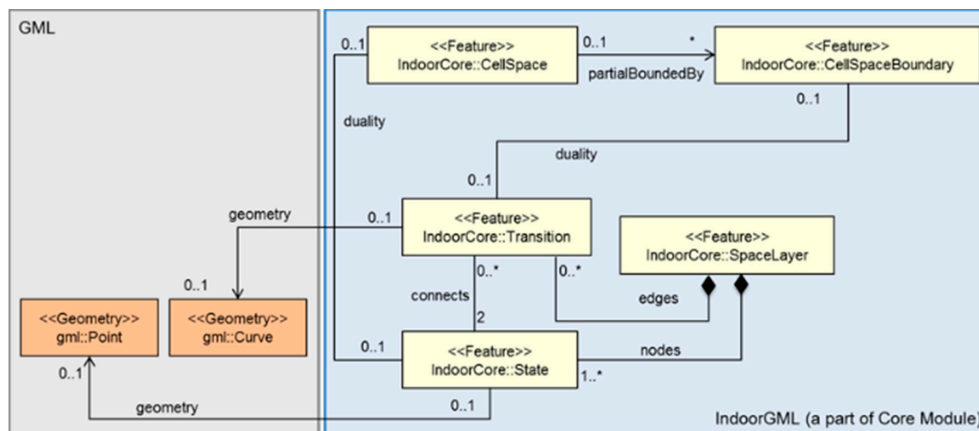 GML
0..1
<<Feature>>
IndoorCore::CellSpace
0..1
*
partialBoundedBy
<<Feature>>
IndoorCore::CellSpaceBoundary
0..1
duality
duality
0..1
geometry
0..1
<<Feature>>
IndoorCore::Transition
<<Feature>>
IndoorCore::SpaceLayer
0..*
0..*
edges
connects
0..1
<<Geometry>>
gml::Point
<<Geometry>>
gml::Curve
2
0..1
<<Feature>>
IndoorCore::State
nodes
1..*
0..1
geometry
0..1
IndoorGML (a part of Core Module)